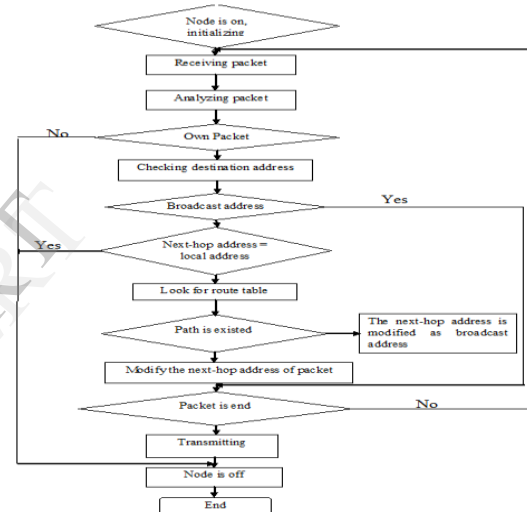 Node is on,
initializing
Receiving packet
Analyzing packet
No
Own Packet
Checking destination address
Broadcast address
Yes
Yes
Next-hop address =
local address
Look for route table
Path is existed
The next-hop address is
modified as broadcast
address
Modify the next-hop address of packet
Packet is end
No
Transmitting
Node is off
End